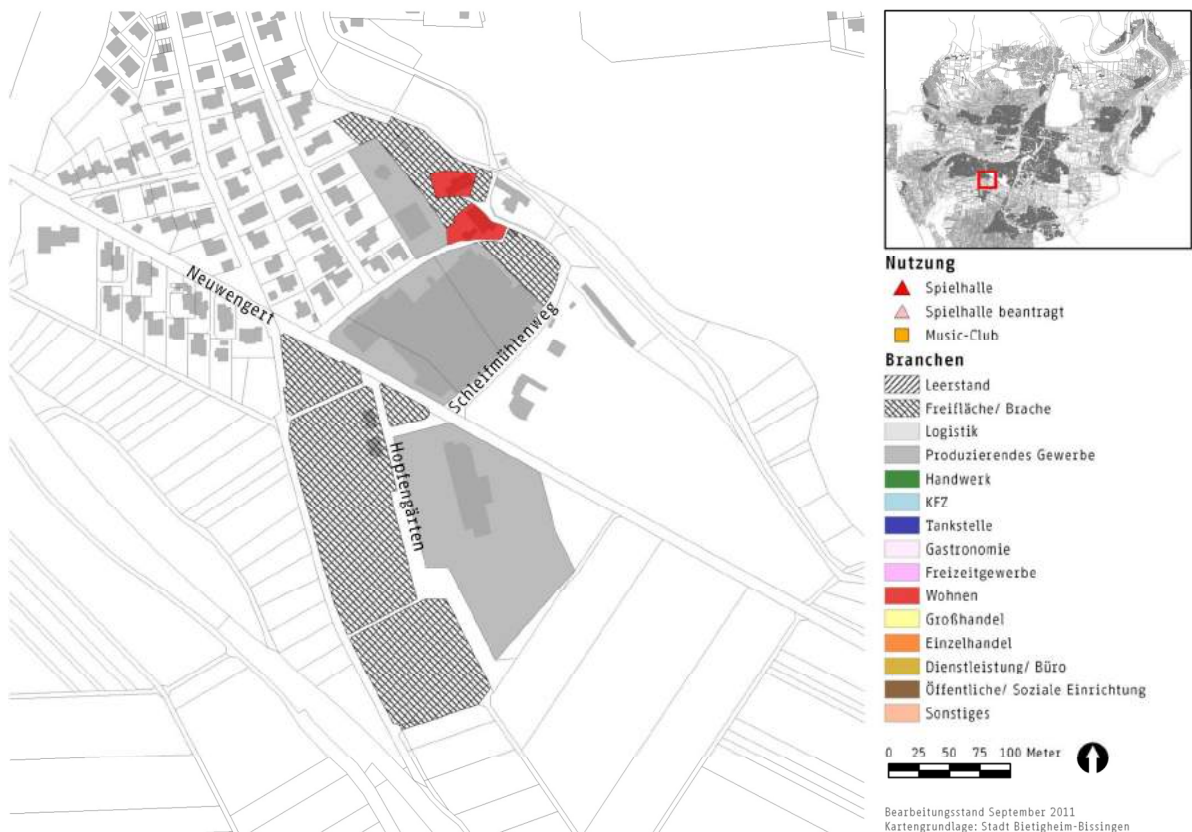 Neuwengert
Schleifmühlenweg
Hopfengärten
Nutzung
Spielhalle
Spielhalle beantragt
Music-Club
Branchen
Leerstand
Freifläche/ Brache
Logistik
Produzierendes Gewerbe
Handwerk
KFZ
Tankstelle
Gastronomie
Freizeitgewerbe
Wohnen
Großhandel
Einzelhandel
Dienstleistung/ Büro
Öffentliche/ Soziale Einrichtung
Sonstiges
0 25 50 75 100 Meter
Bearbeitungsstand September 2011
Kartengrundlage: Stadt Bietigheim-Bissingen